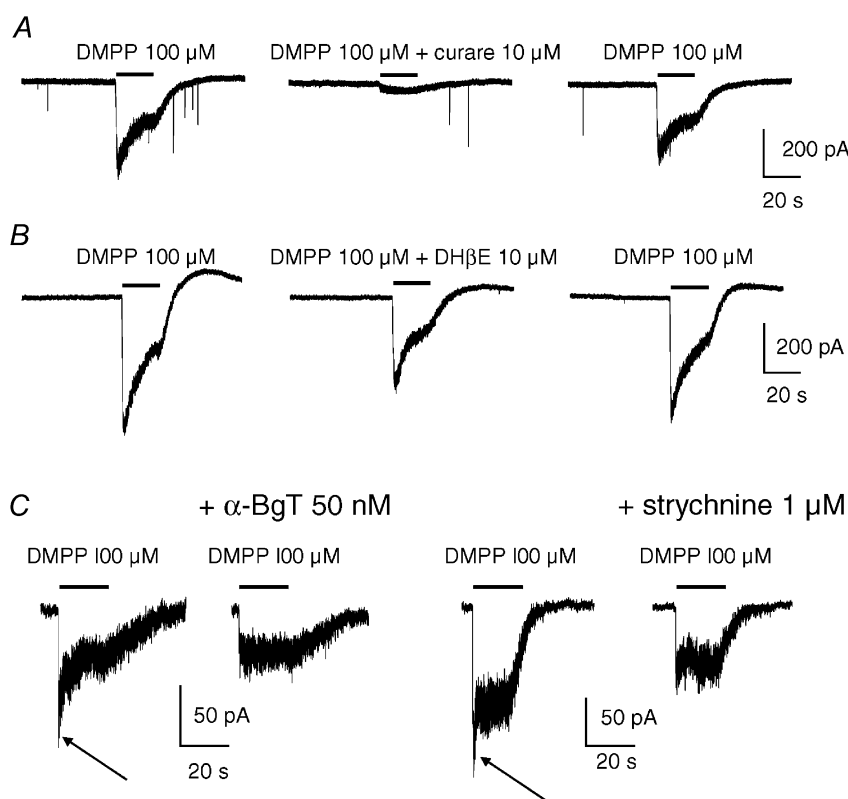 A
DMPP 100 µM
DMPP 100 µM + curare 10 µM
DMPP 100 µM
200 pA
20 s
B
DMPP 100 µM
DMPP 100 µM + DHβE 10 µM
DMPP 100 µM
200 pA
20 s
C
+ α-BgT 50 nM
+ strychnine 1 µM
DMPP l00 µM
DMPP l00 µM
DMPP l00 µM
DMPP l00 µM
50 pA
20 s
50 pA
20 s